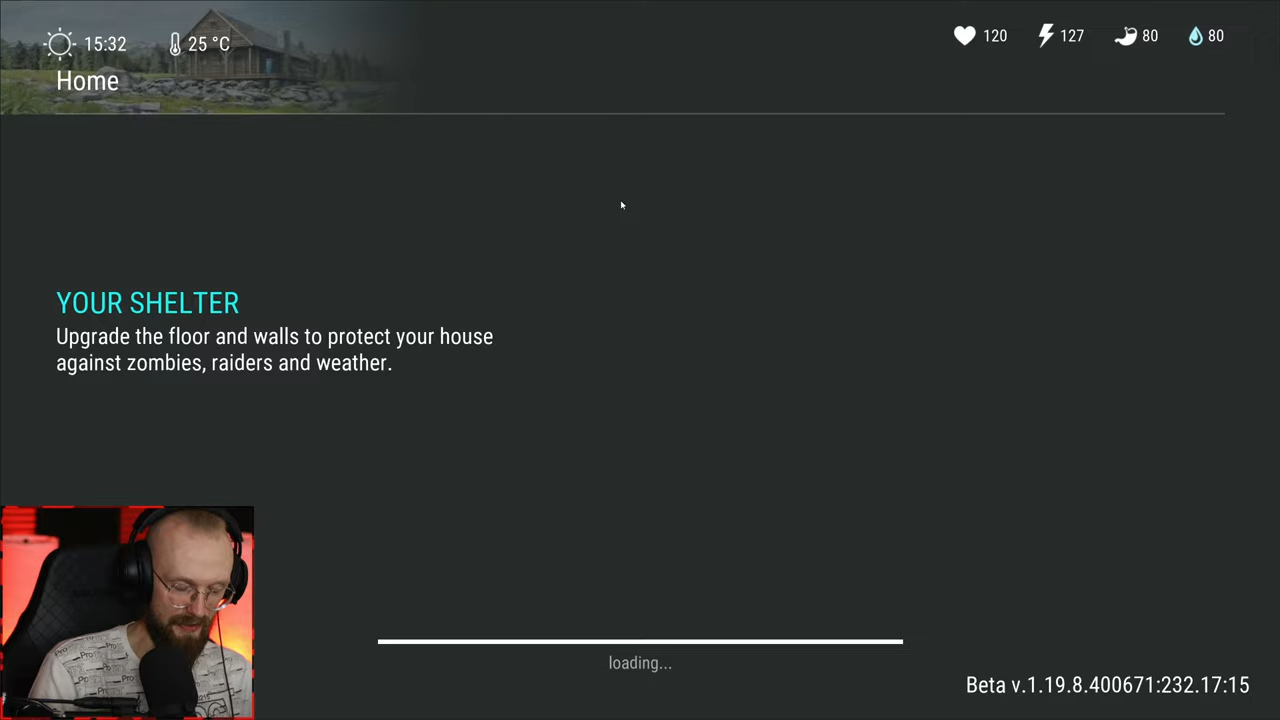 15:32
25 °C
120
127
80
80
Home
YOUR SHELTER
Upgrade the floor and walls to protect your house
against zombies, raiders and weather.
loading...
Beta v.1.19.8.400671:232.17:15